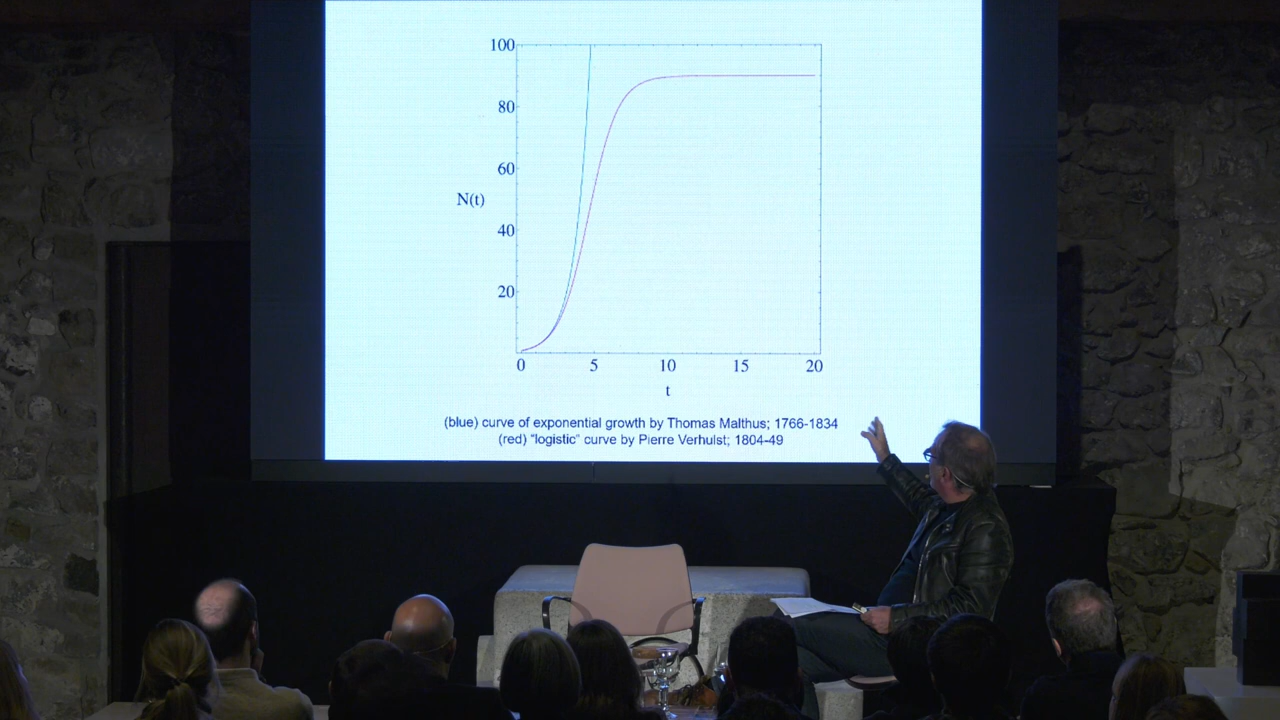 100
80
60
N(t)
40
20
0 5 10 15 20
t
(blue) curve of exponential growth by Thomas Malthus; 1766-1834
(red) "logistic" curve by Pierre Verhulst; 1804-49